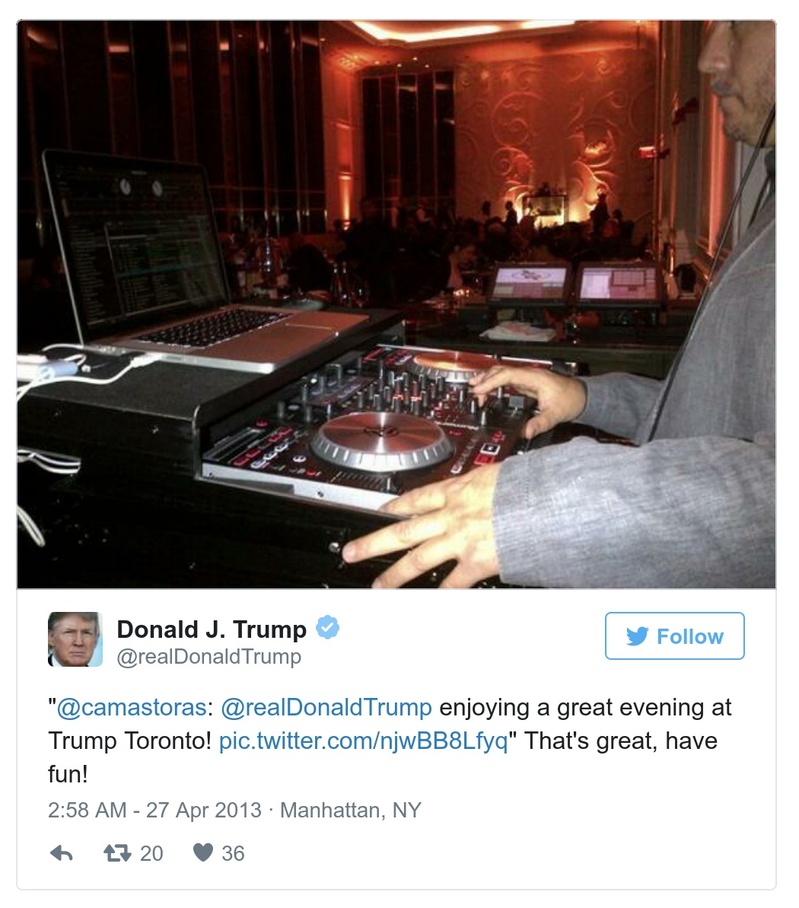 Donald J. Trump
@realDonaldTrump
Follow
"@camastoras: @realDonaldTrump enjoying a great evening at
Trump Toronto! pic.twitter.com/njwBB8Lfyq" That's great, have
fun!
2:58 AM - 27 Apr 2013 · Manhattan, NY
20
36